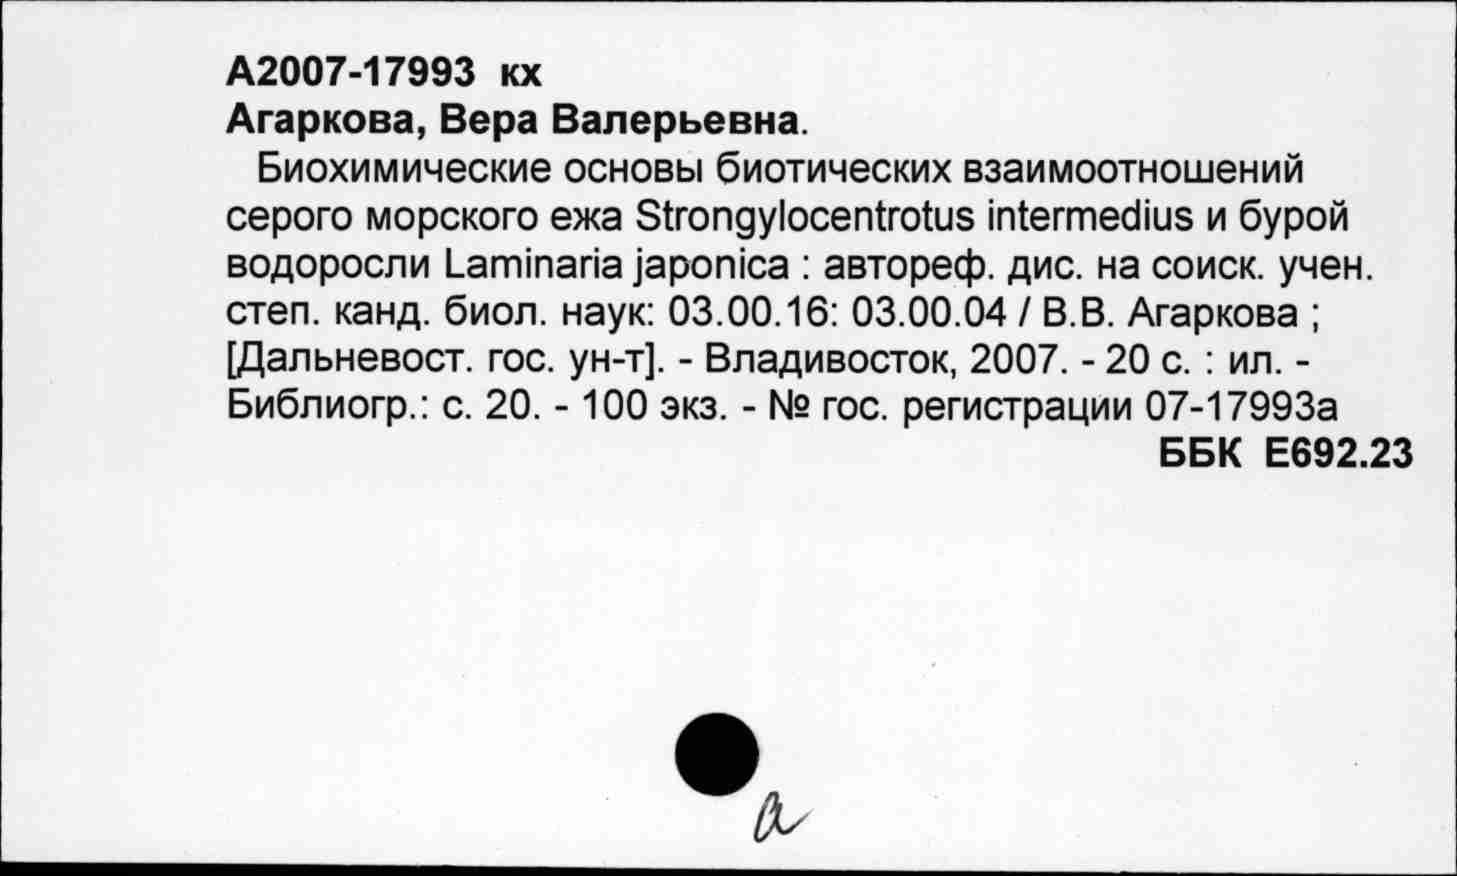 А2007-17993 кх
Агаркова, Вера Валерьевна.
Биохимические основы биотических взаимоотношений
серого морского ежа Strongylocentrotus intermedius и бурой
водоросли Laminaria japonica : автореф. дис. на соиск. учен.
степ. канд. биол. наук: 03.00.16: 03.00.04 / В.В. Агаркова ;
[Дальневост. гос. ун-т]. - Владивосток, 2007. - 20 с. : ил. -
Библиогр.: с. 20. - 100 экз. - № гос. регистрации 07-17993а
ББК Е692.23
а